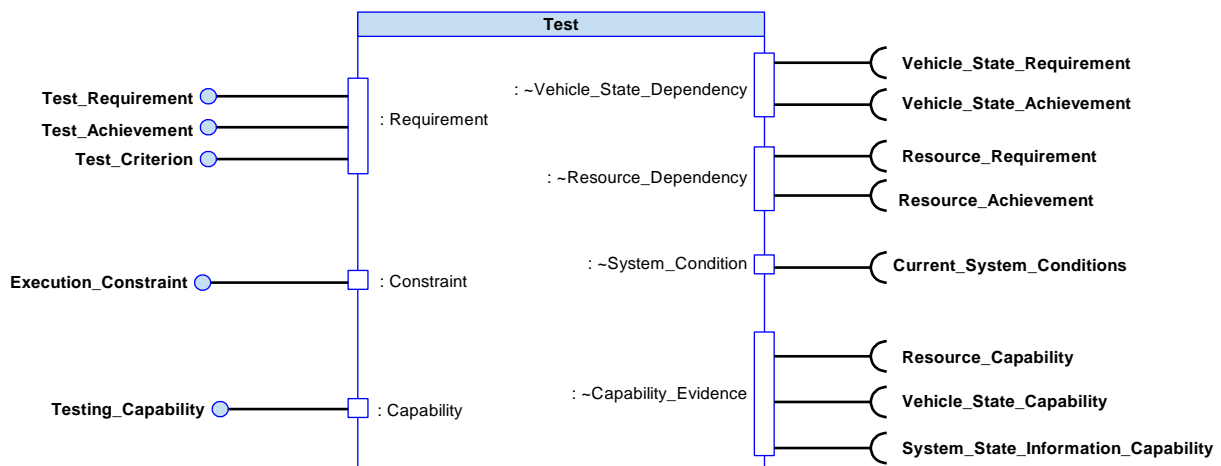 Test
Test_Requirement
Test_Achievement
Test_Criterion
: Requirement
Execution_Constraint
: Constraint
Testing_Capability
: Capability
: ~Vehicle_State_Dependency
Vehicle_State_Requirement
Vehicle_State_Achievement
: ~Resource_Dependency
Resource_Requirement
Resource_Achievement
: ~System_Condition
Current_System_Conditions
: ~Capability_Evidence
Resource_Capability
Vehicle_State_Capability
System_State_Information_Capability